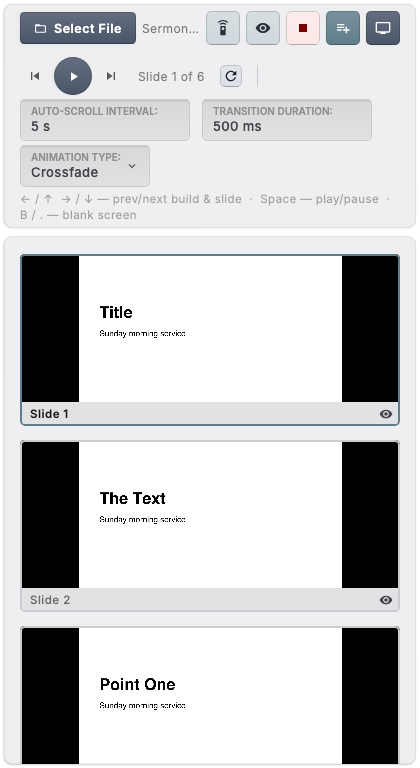 Select File Sermon...
Slide 1 of 6
AUTO-SCROLL INTERVAL:
5 s
TRANSITION DURATION:
500 ms
ANIMATION TYPE:
Crossfade
← / ↑ → / ↓ — prev/next build & slide · Space — play/pause ·
B / . — blank screen
Title
Sunday morning service
Slide 1
The Text
Sunday morning service
Slide 2
Point One
Sunday morning service